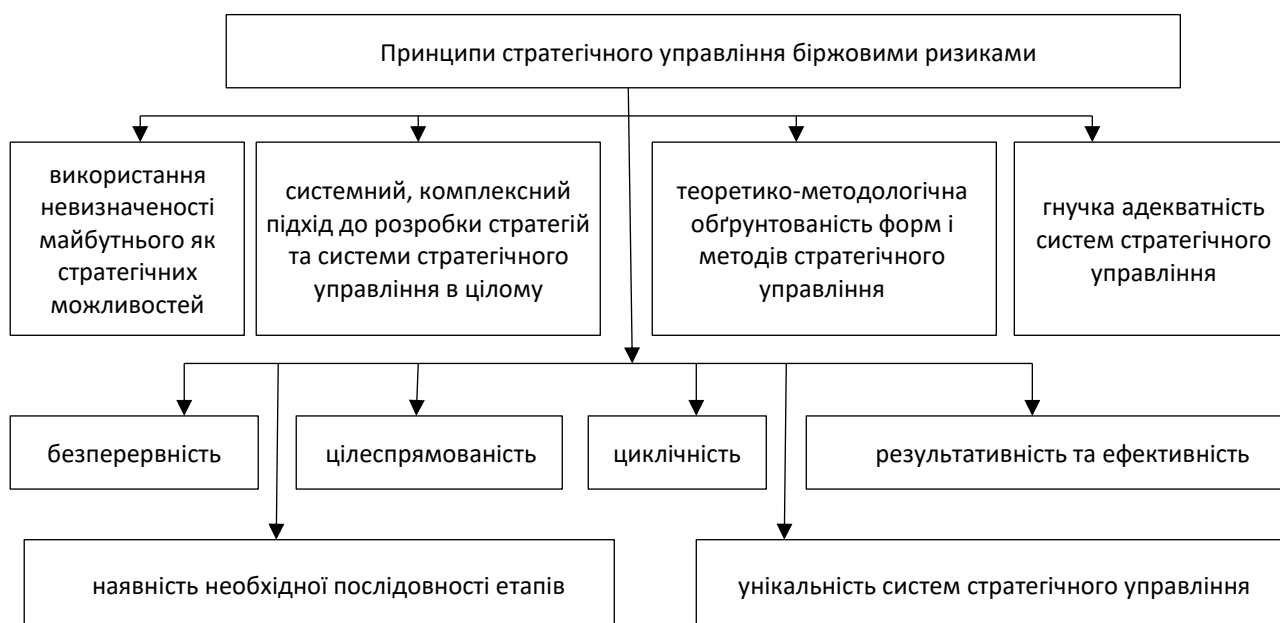 Принципи стратегічного управління біржовими ризиками
використання
невизначеності
майбутнього як
стратегічних
можливостей
системний, комплексний
підхід до розробки стратегій
та системи стратегічного
управління в цілому
теоретико-методологічна
обґрунтованість форм і
методів стратегічного
управління
гнучка адекватність
систем стратегічного
управління
безперервність
цілеспрямованість
циклічність
результативність та ефективність
наявність необхідної послідовності етапів
унікальність систем стратегічного управління